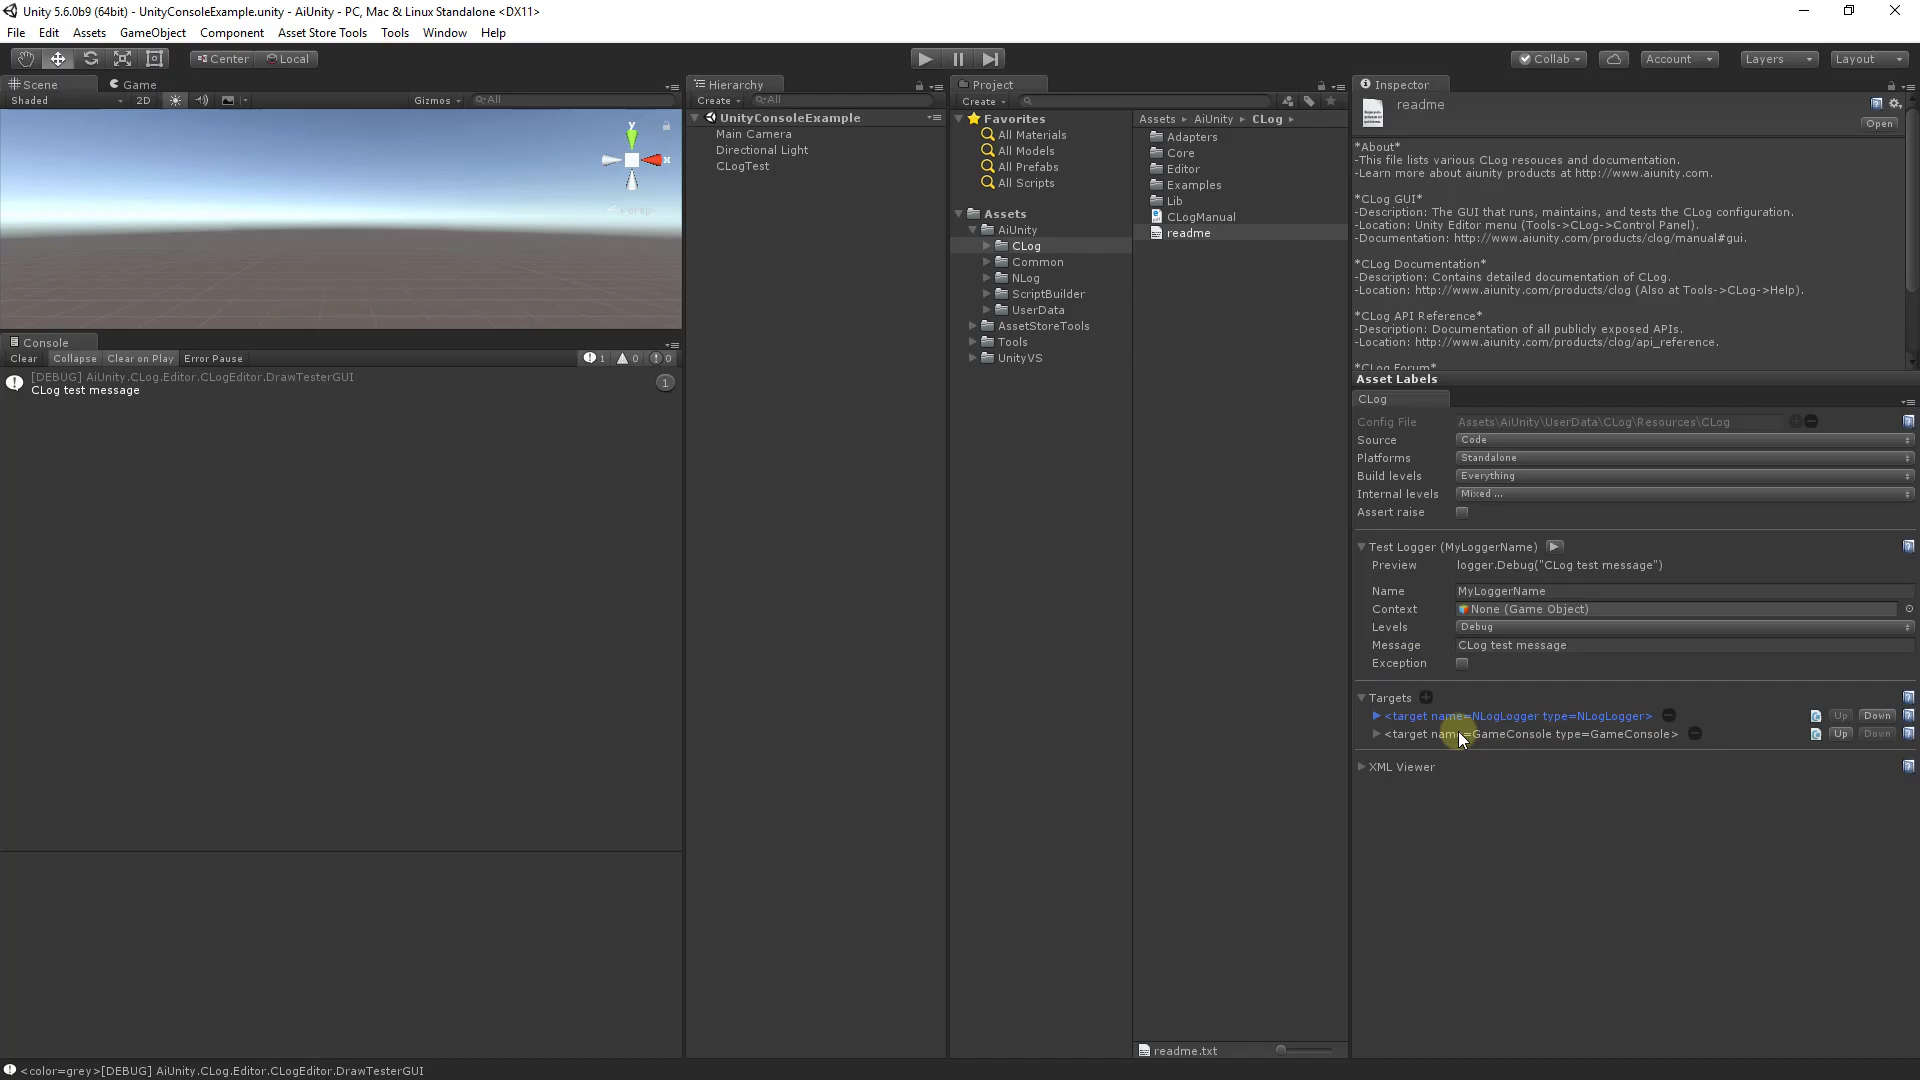 Unity 5.6.0b9 (64bit) - UnityConsoleExample.unity - AiUnity - PC, Mac & Linux Standalone <DX11>
File Edit Assets GameObject Component Asset Store Tools Tools Window Help
Center Local Collab Account Layers Layout
Scene Game
Shaded 2D Gizmos All
y
x
Persp
Console
Clear Collapse Clear on Play Error Pause 1 0 0
[DEBUG] AiUnity.CLog.Editor.CLogEditor.DrawTesterGUI
CLog test message
1
Hierarchy
Create All
UnityConsoleExample
Main Camera
Directional Light
CLogTest
Project
Create
Favorites
All Materials
All Models
All Prefabs
All Scripts
Assets
AiUnity
CLog
Common
NLog
ScriptBuilder
UserData
AssetStoreTools
Tools
UnityVS
Assets AiUnity CLog
Adapters
Core
Editor
Examples
Lib
CLogManual
readme
readme.txt
Inspector
readme
Open
*About*
-This file lists various CLog resouces and documentation.
-Learn more about aiunity products at http://www.aiunity.com.
*CLog GUI*
-Description: The GUI that runs, maintains, and tests the CLog configuration.
-Location: Unity Editor menu (Tools->CLog->Control Panel).
-Documentation: http://www.aiunity.com/products/clog/manual#gui.
*CLog Documentation*
-Description: Contains detailed documentation of CLog.
-Location: http://www.aiunity.com/products/clog (Also at Tools->CLog->Help).
*CLog API Reference*
-Description: Documentation of all publicly exposed APIs.
-Location: http://www.aiunity.com/products/clog/api_reference.
*CLog Forum*
Asset Labels
CLog
Config File Assets\AiUnity\UserData\CLog\Resources\CLog
Source Code
Platforms Standalone
Build levels Everything
Internal levels Mixed ...
Assert raise
Test Logger (MyLoggerName)
Preview logger.Debug("CLog test message")
Name MyLoggerName
Context None (Game Object)
Levels Debug
Message CLog test message
Exception
Targets
<target name=NLogLogger type=NLogLogger> Up Down
<target name=GameConsole type=GameConsole> Up Down
XML Viewer
<color=grey>[DEBUG] AiUnity.CLog.Editor.CLogEditor.DrawTesterGUI